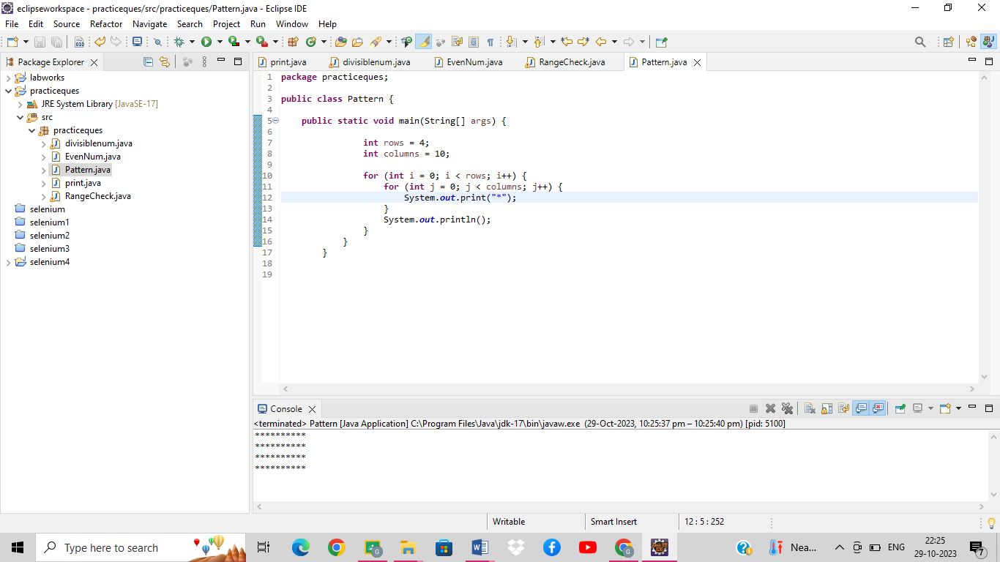 eclipseworkspace - practiceques/src/practiceques/Pattern.java - Eclipse IDE
File Edit Source Refactor Navigate Search Project Run Window Help
Package Explorer
labworks
practiceques
JRE System Library [JavaSE-17]
src
practiceques
divisiblenum.java
EvenNum.java
Pattern.java
print.java
RangeCheck.java
selenium
selenium1
selenium2
selenium3
selenium4
print.java divisiblenum.java EvenNum.java RangeCheck.java Pattern.java
1 package practiceques;
2
3 public class Pattern {
4
5 public static void main(String[] args) {
6
7 int rows = 4;
8 int columns = 10;
9
10 for (int i = 0; i < rows; i++) {
11 for (int j = 0; j < columns; j++) {
12 System.out.print("*");
13 }
14 System.out.println();
15 }
16 }
17 }
18
19
Console
<terminated> Pattern [Java Application] C:\Program Files\Java\jdk-17\bin\javaw.exe (29-Oct-2023, 10:25:37 pm – 10:25:40 pm) [pid: 5100]
**********
**********
**********
**********
Writable Smart Insert 12 : 5 : 252
Type here to search
Nea... ENG 22:25
29-10-2023
7